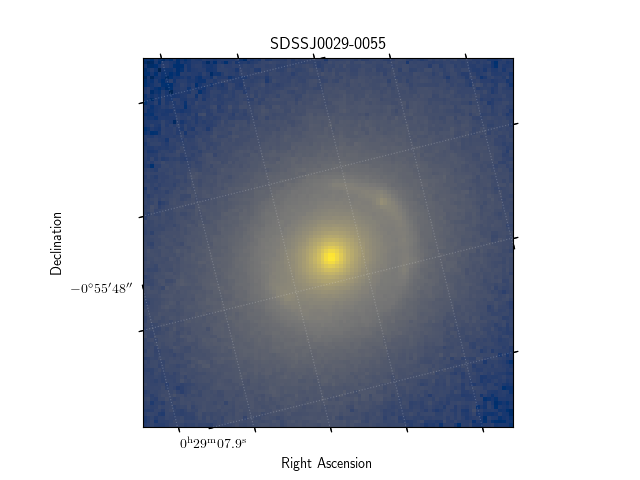 SDSSJ0029-0055
Declination
−0°55′48″
0ʰ29ᵐ07.9ˢ
Right Ascension